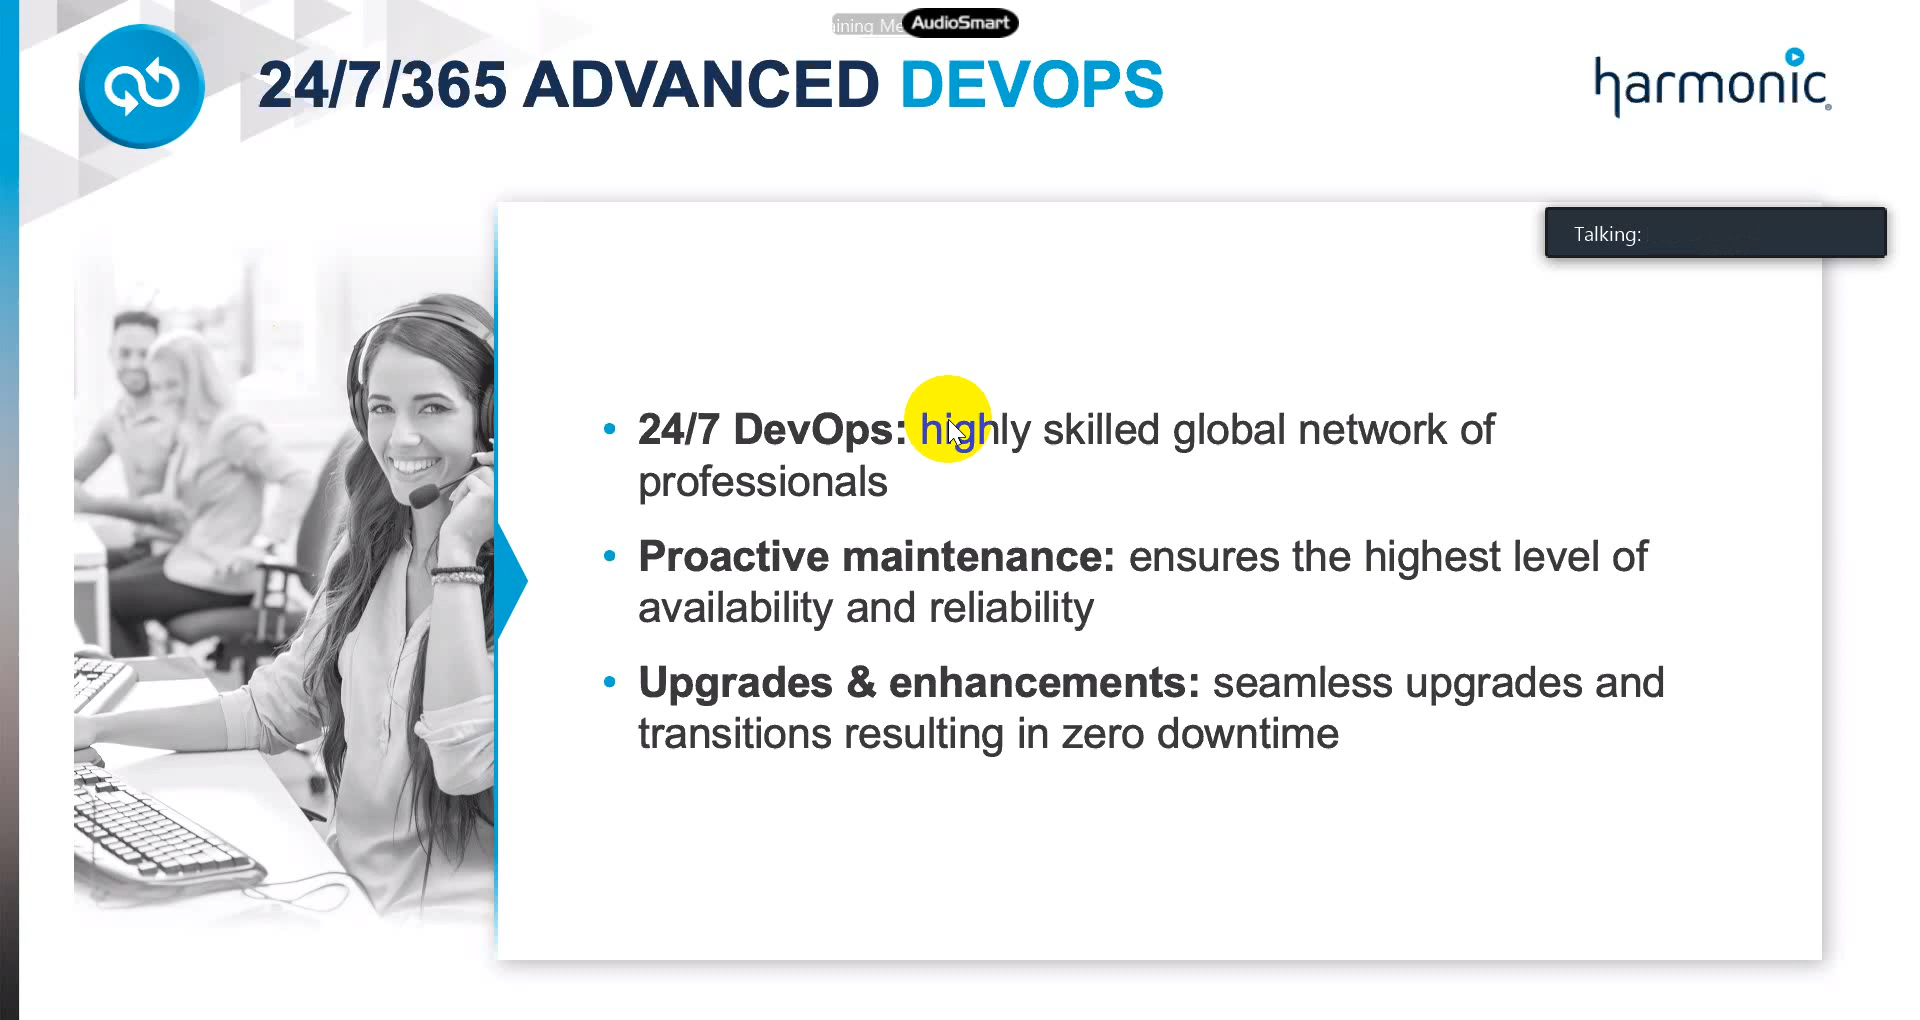 AudioSmart
24/7/365 ADVANCED DEVOPS
harmonic
Talking:
• 24/7 DevOps: highly skilled global network of
professionals
• Proactive maintenance: ensures the highest level of
availability and reliability
• Upgrades & enhancements: seamless upgrades and
transitions resulting in zero downtime